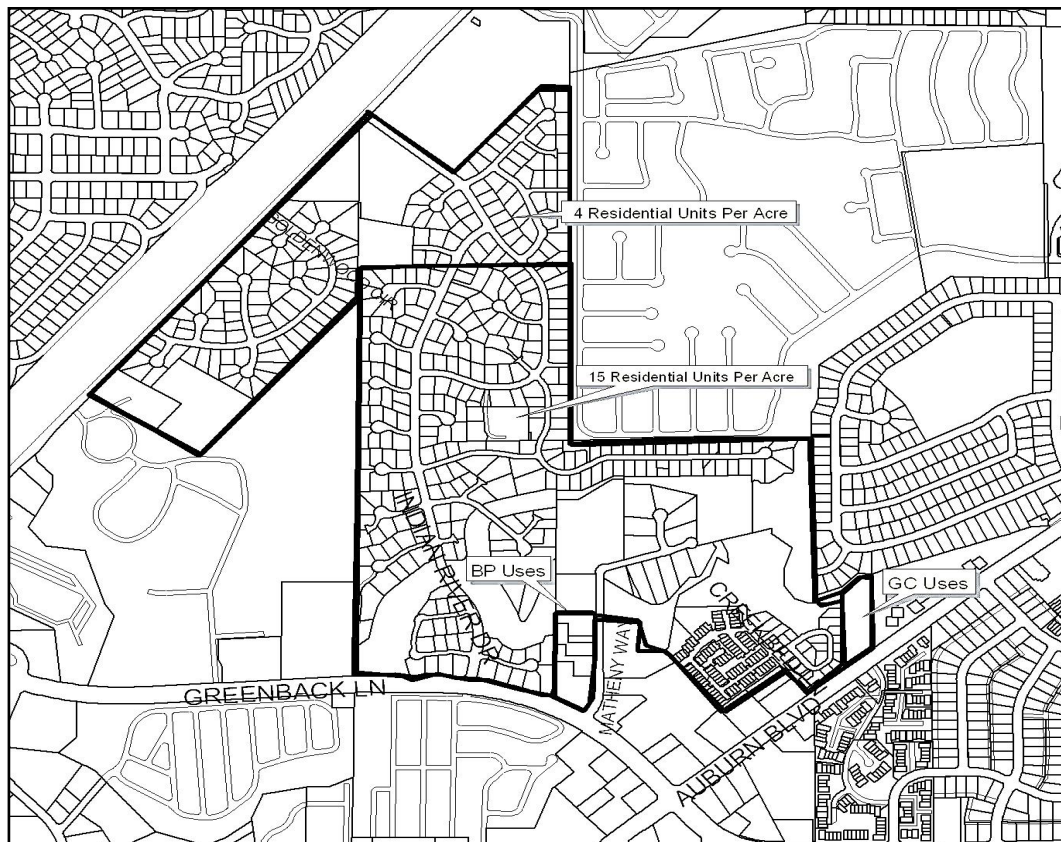 D
4 Residential Units Per Acre
15 Residential Units Per Acre
INDIAN RIVER DR
BP Uses
GC Uses
MATHENY WAY
GREENBACK LN
AUBURN BLVD